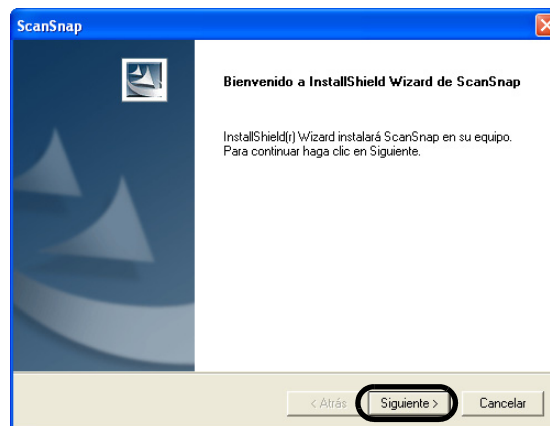 ScanSnap
Bienvenido a InstallShield Wizard de ScanSnap
InstallShield(r) Wizard instalará ScanSnap en su equipo.
Para continuar haga clic en Siguiente.
< Atrás
Siguiente >
Cancelar